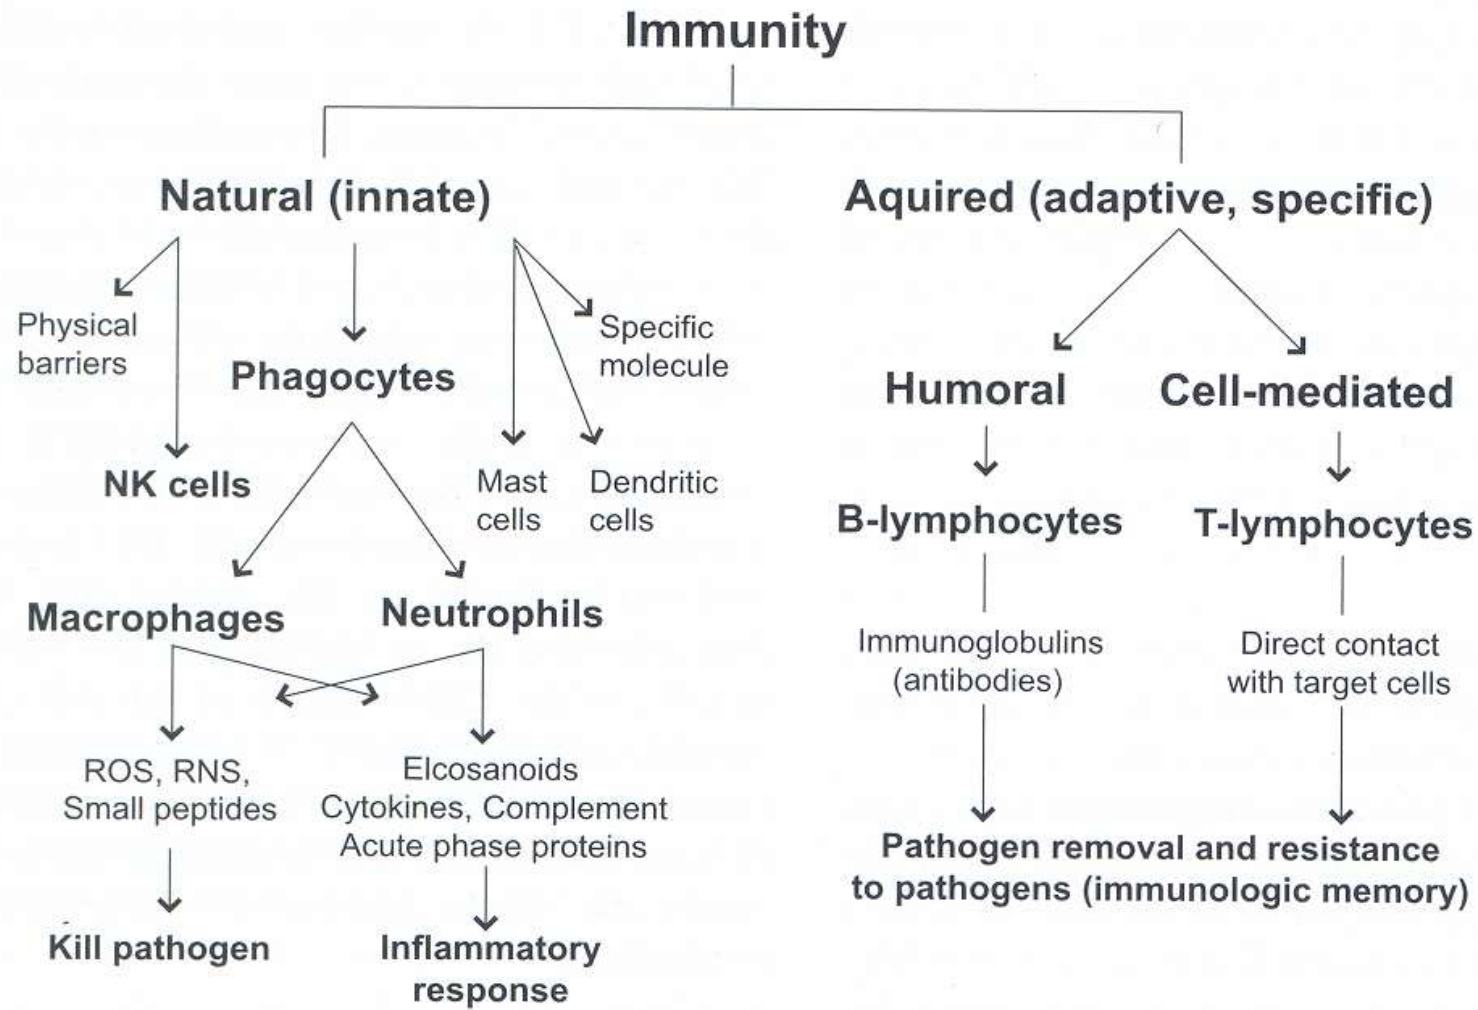 Immunity
Natural (innate)
Aquired (adaptive, specific)
Physical
barriers
Specific
molecule
Phagocytes
Humoral
Cell-mediated
NK cells
Mast
cells
Dendritic
cells
B-lymphocytes
T-lymphocytes
Macrophages
Neutrophils
Immunoglobulins
(antibodies)
Direct contact
with target cells
ROS, RNS,
Small peptides
Elcosanoids
Cytokines, Complement
Acute phase proteins
Pathogen removal and resistance
to pathogens (immunologic memory)
Kill pathogen
Inflammatory
response